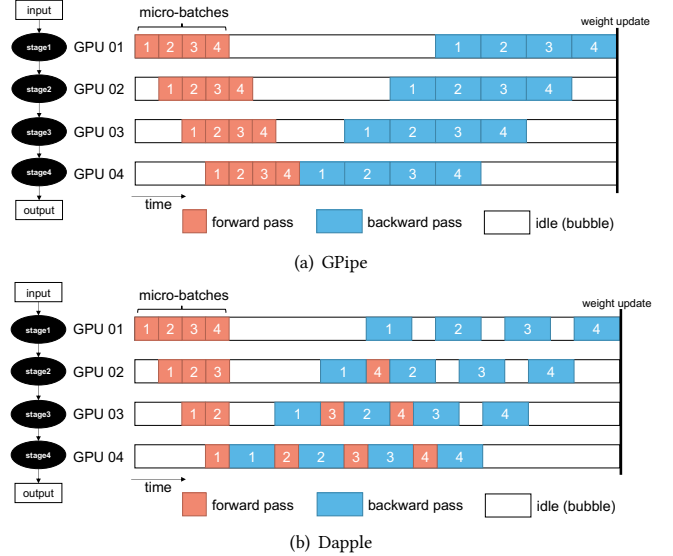 input
micro-batches
weight update
stage1 GPU 01 1 2 3 4 1 2 3 4
stage2 GPU 02 1 2 3 4 1 2 3 4
stage3 GPU 03 1 2 3 4 1 2 3 4
stage4 GPU 04 1 2 3 4 1 2 3 4
output
time
forward pass backward pass idle (bubble)
(a) GPipe
input
micro-batches
weight update
stage1 GPU 01 1 2 3 4 1 2 3 4
stage2 GPU 02 1 2 3 1 4 2 3 4
stage3 GPU 03 1 2 1 3 2 4 3 4
stage4 GPU 04 1 1 2 2 3 3 4 4
output
time
forward pass backward pass idle (bubble)
(b) Dapple